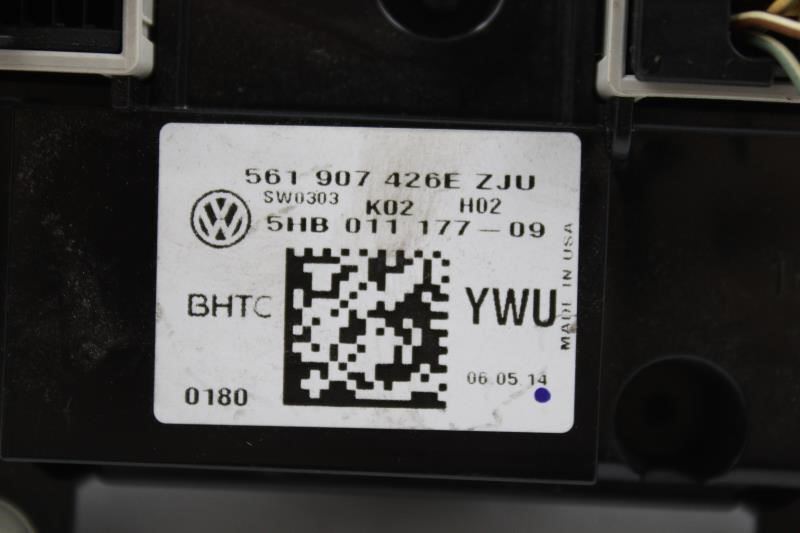 561 907 426E ZJU
SW0303 K02 H02
5HB 011 177-09
BHTC
YWU
MADE IN USA
0180
06.05.14